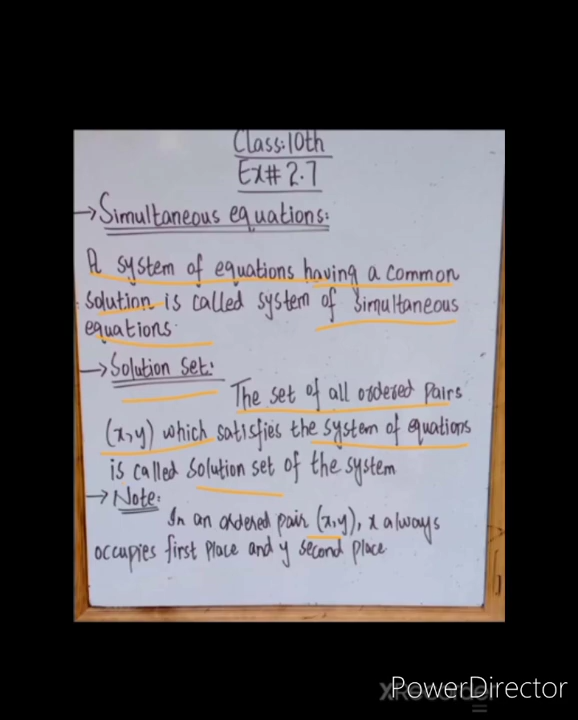 Class:10th
Ex# 2.7
→Simultaneous equations:
A system of equations having a common
solution is called system of simultaneous
equations.
→Solution Set:
The set of all ordered Pairs
(x,y) which satisfies the system of equations
is called solution set of the system
→Note:
In an ordered pair (x,y), x always
occupies first Place and y second place
PowerDirector